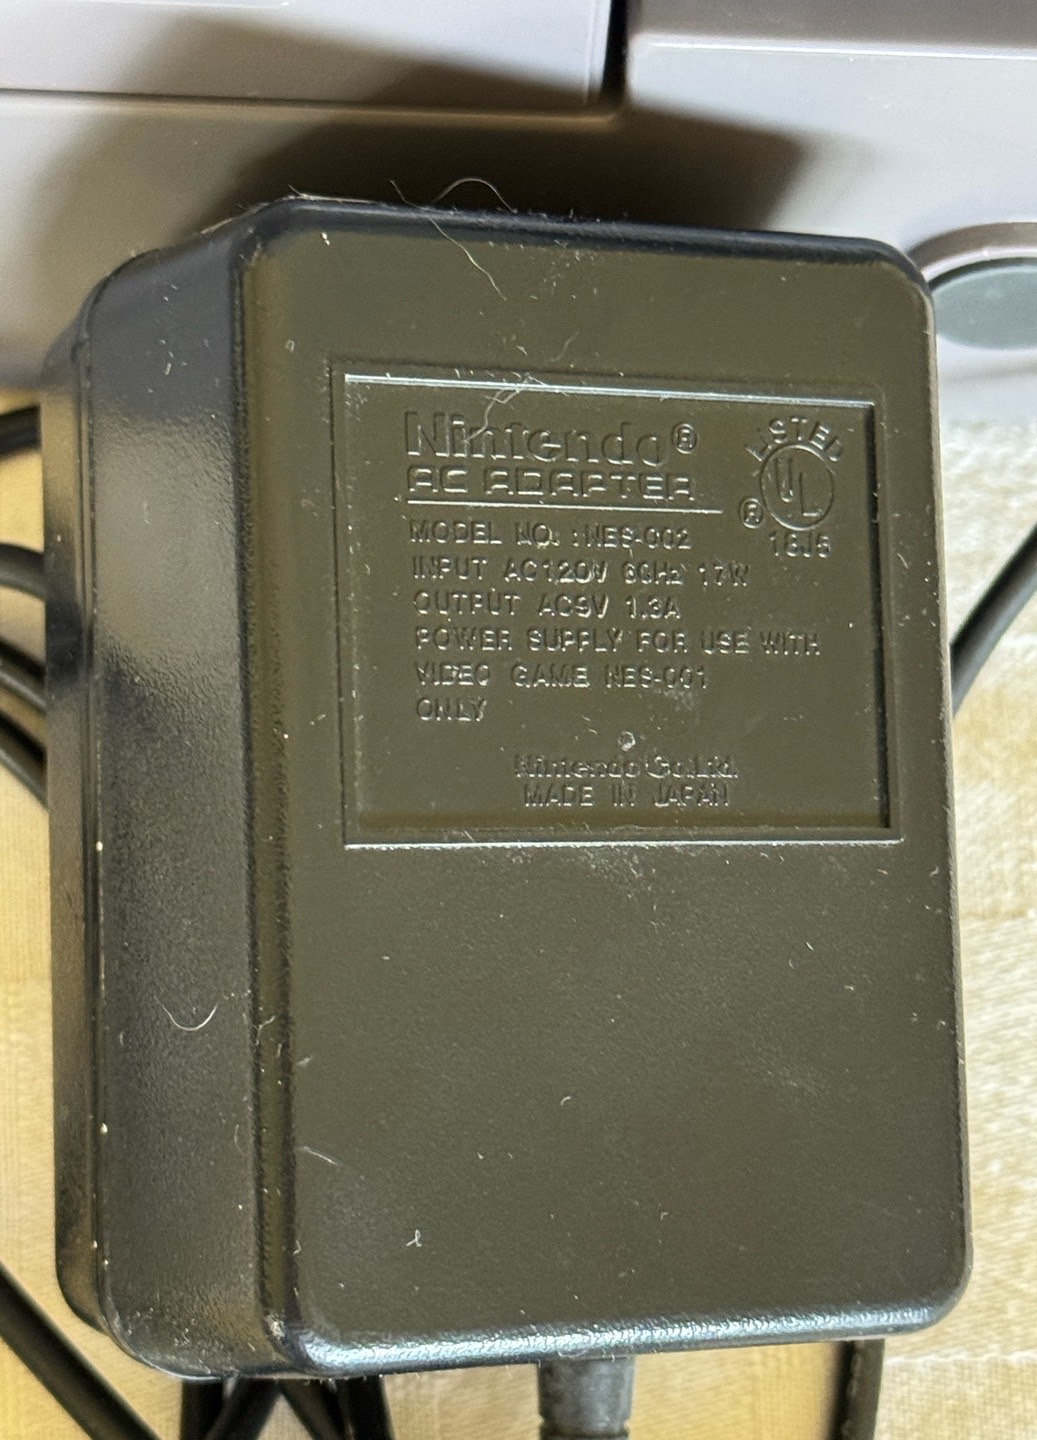 Nintendo®
AC ADAPTER
MODEL NO. : NES-002
INPUT AC120V 60Hz 17W
OUTPUT AC9V 1.3A
POWER SUPPLY FOR USE WITH
VIDEO GAME NES-001
ONLY
Nintendo Co.Ltd.
MADE IN JAPAN
LISTED
UL
®